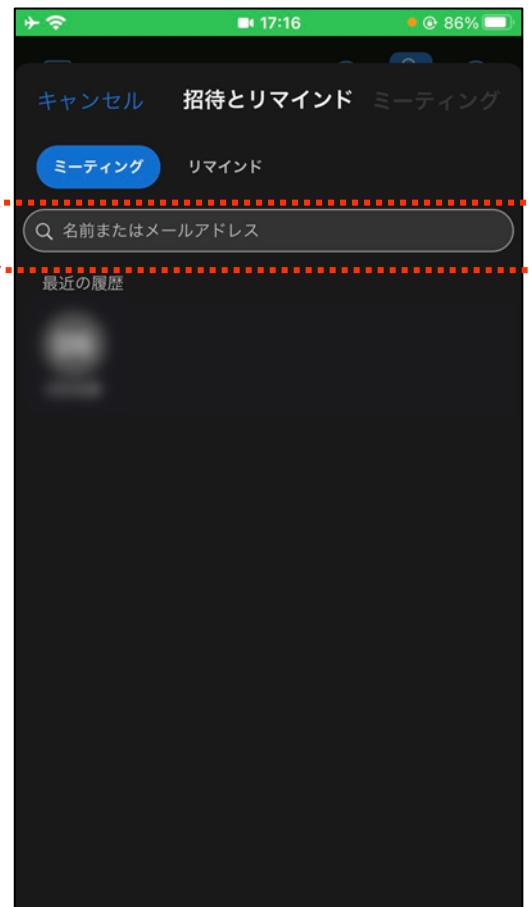 17:16
86%
キャンセル 招待とリマインド ミーティング
ミーティング リマインド
名前またはメールアドレス
最近の履歴